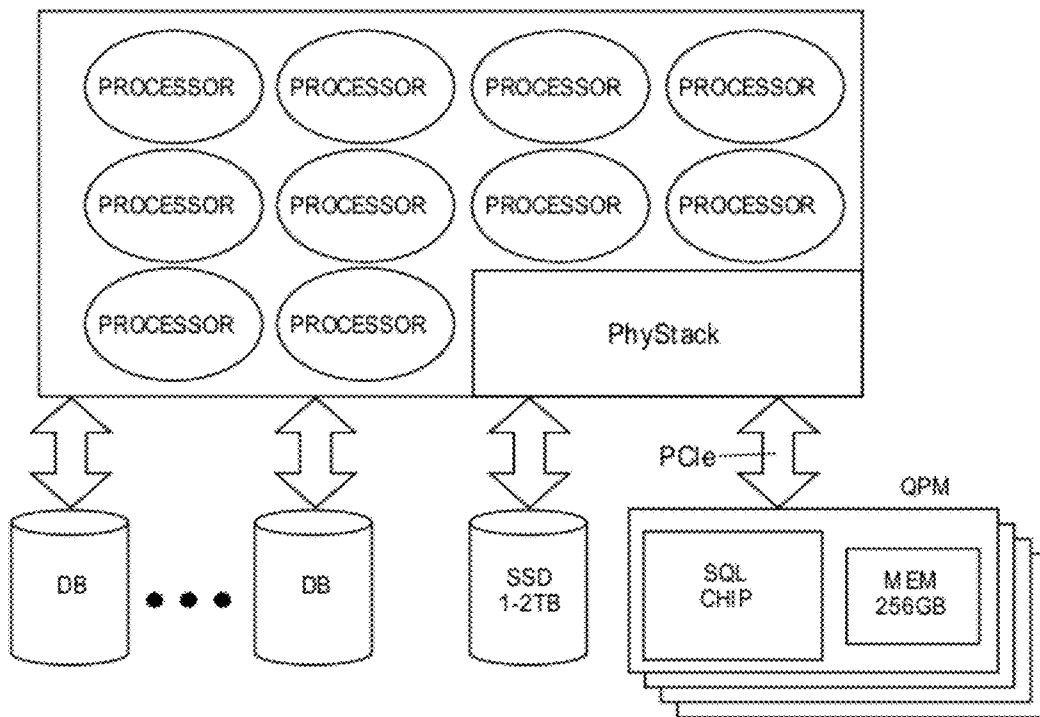 PROCESSOR PROCESSOR PROCESSOR PROCESSOR
PROCESSOR PROCESSOR PROCESSOR PROCESSOR
PROCESSOR PROCESSOR
PhyStack
PCIe
QPM
DB
DB
SSD
1-2TB
SQL
CHIP
MEM
256GB